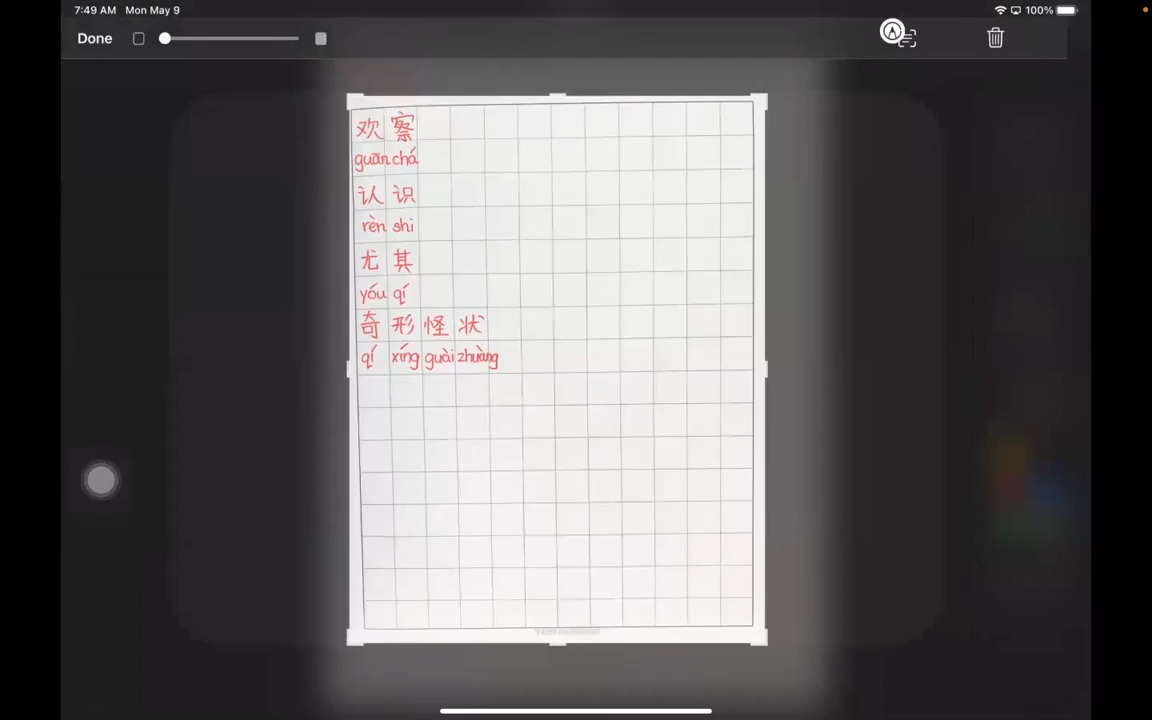 7:49 AM Mon May 9
100%
Done
欢察
guān chá
认识
rèn shi
尤其
yóu qí
奇形怪状
qí xíng guài zhuàng